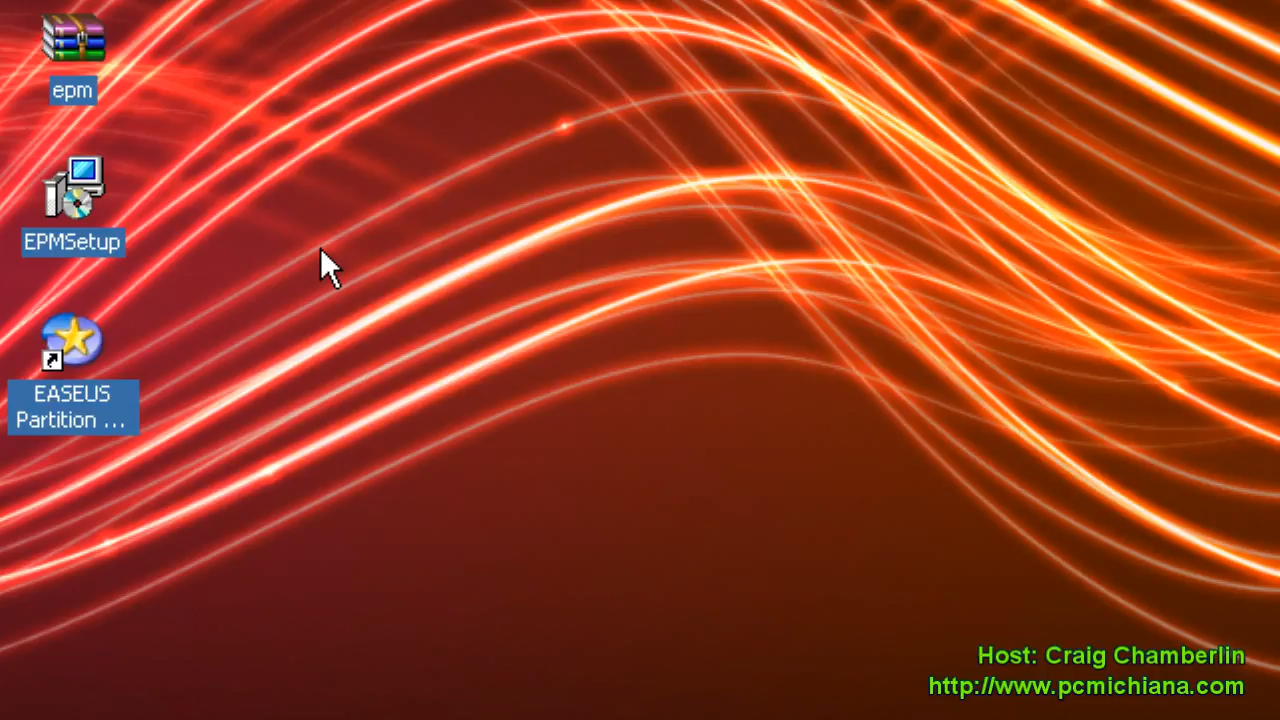 epm
EPMSetup
EASEUS
Partition ...
Host: Craig Chamberlin
http://www.pcmichiana.com